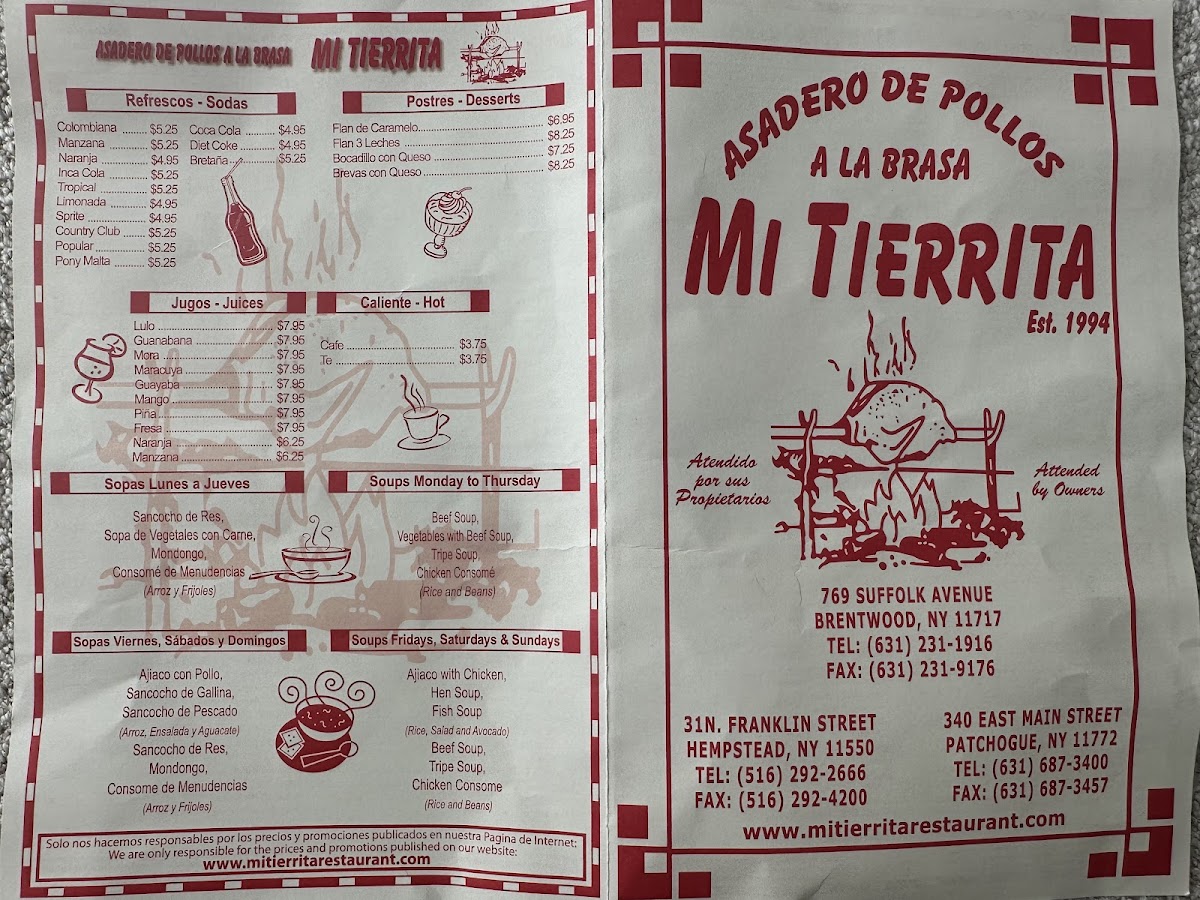 ASADERO DE POLLOS A LA BRASA MI TIERRITA
Refrescos - Sodas
Colombiana ........ $5.25
Manzana ........ $5.25
Naranja ........ $4.95
Inca Cola ........ $5.25
Tropical ........ $5.25
Limonada ........ $4.95
Sprite ........ $4.95
Country Club ........ $5.25
Popular ........ $5.25
Pony Malta ........ $5.25
Coca Cola ........ $4.95
Diet Coke ........ $4.95
Bretaña ........ $5.25
Postres - Desserts
Flan de Caramelo ........ $6.95
Flan 3 Leches ........ $8.25
Bocadillo con Queso ........ $7.25
Brevas con Queso ........ $8.25
Jugos - Juices
Lulo ........ $7.95
Guanabana ........ $7.95
Mora ........ $7.95
Maracuya ........ $7.95
Guayaba ........ $7.95
Mango ........ $7.95
Piña ........ $7.95
Fresa ........ $7.95
Naranja ........ $6.25
Manzana ........ $6.25
Caliente - Hot
Cafe ........ $3.75
Te ........ $3.75
Sopas Lunes a Jueves
Sancocho de Res,
Sopa de Vegetales con Carne,
Mondongo,
Consomé de Menudencias
(Arroz y Frijoles)
Soups Monday to Thursday
Beef Soup,
Vegetables with Beef Soup,
Tripe Soup,
Chicken Consomé
(Rice and Beans)
Sopas Viernes, Sábados y Domingos
Ajiaco con Pollo,
Sancocho de Gallina,
Sancocho de Pescado
(Arroz, Ensalada y Aguacate)
Sancocho de Res,
Mondongo,
Consome de Menudencias
(Arroz y Frijoles)
Soups Fridays, Saturdays & Sundays
Ajiaco with Chicken,
Hen Soup,
Fish Soup
(Rice, Salad and Avocado)
Beef Soup,
Tripe Soup,
Chicken Consome
(Rice and Beans)
Solo nos hacemos responsables por los precios y promociones publicados en nuestra Pagina de Internet:
We are only responsible for the prices and promotions published on our website:
www.mitierritarestaurant.com
ASADERO DE POLLOS
A LA BRASA
MI TIERRITA
Est. 1994
Atendido
por sus
Propietarios
Attended
by Owners
769 SUFFOLK AVENUE
BRENTWOOD, NY 11717
TEL: (631) 231-1916
FAX: (631) 231-9176
31N. FRANKLIN STREET
HEMPSTEAD, NY 11550
TEL: (516) 292-2666
FAX: (516) 292-4200
340 EAST MAIN STREET
PATCHOGUE, NY 11772
TEL: (631) 687-3400
FAX: (631) 687-3457
www.mitierritarestaurant.com